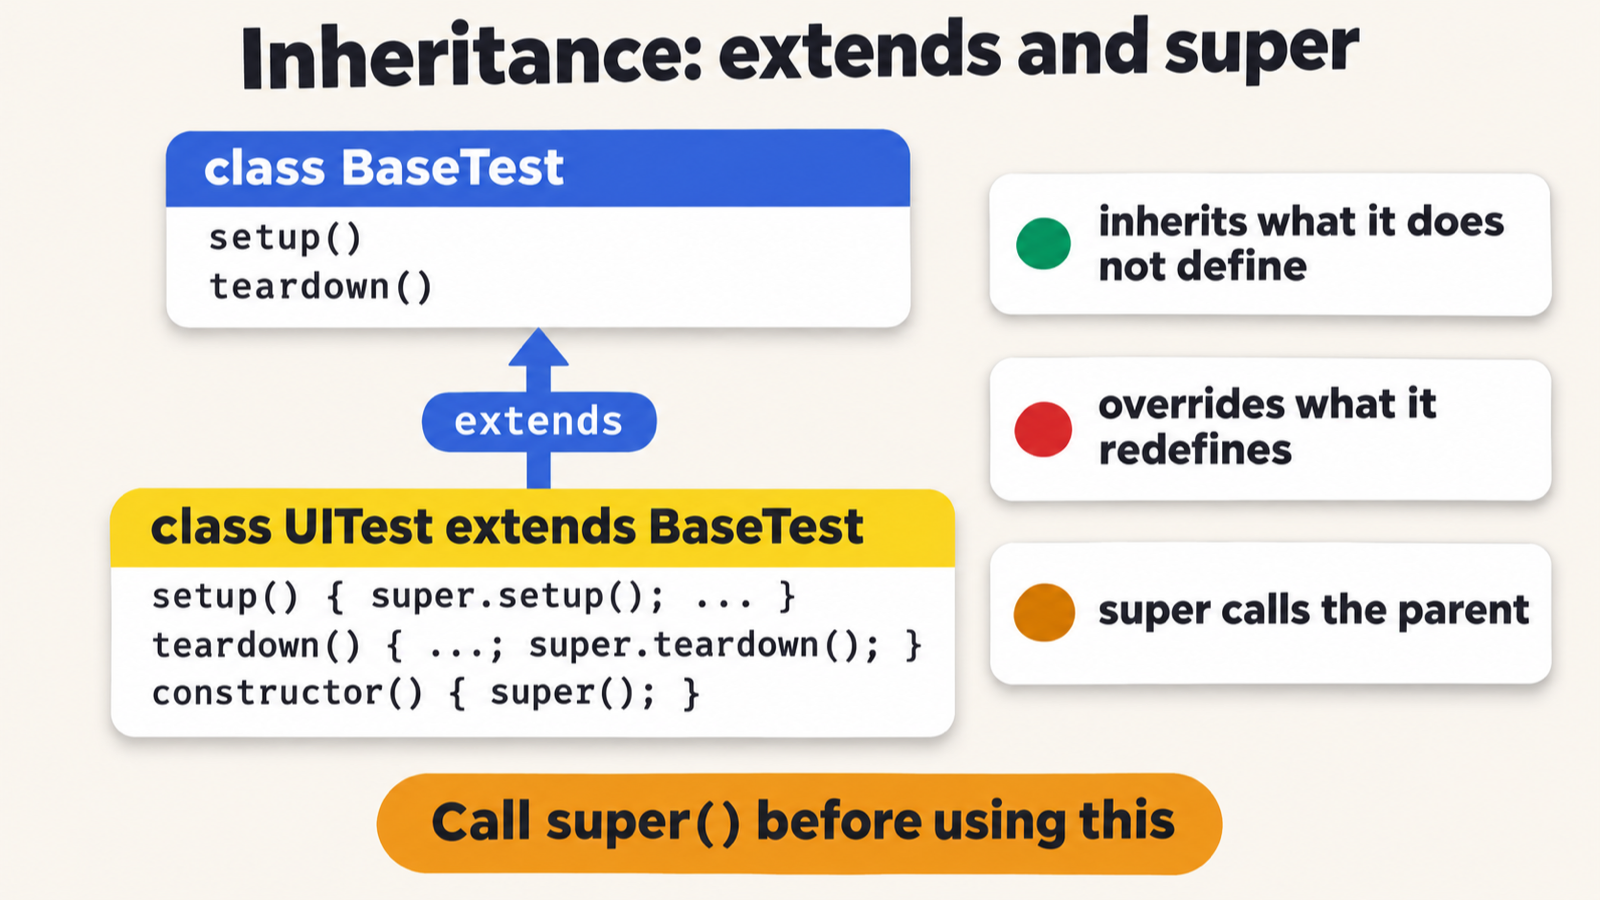 Inheritance: extends and super
class BaseTest
setup()
teardown()
extends
class UITest extends BaseTest
setup() { super.setup(); ... }
teardown() { ...; super.teardown(); }
constructor() { super(); }
inherits what it does
not define
overrides what it
redefines
super calls the parent
Call super() before using this